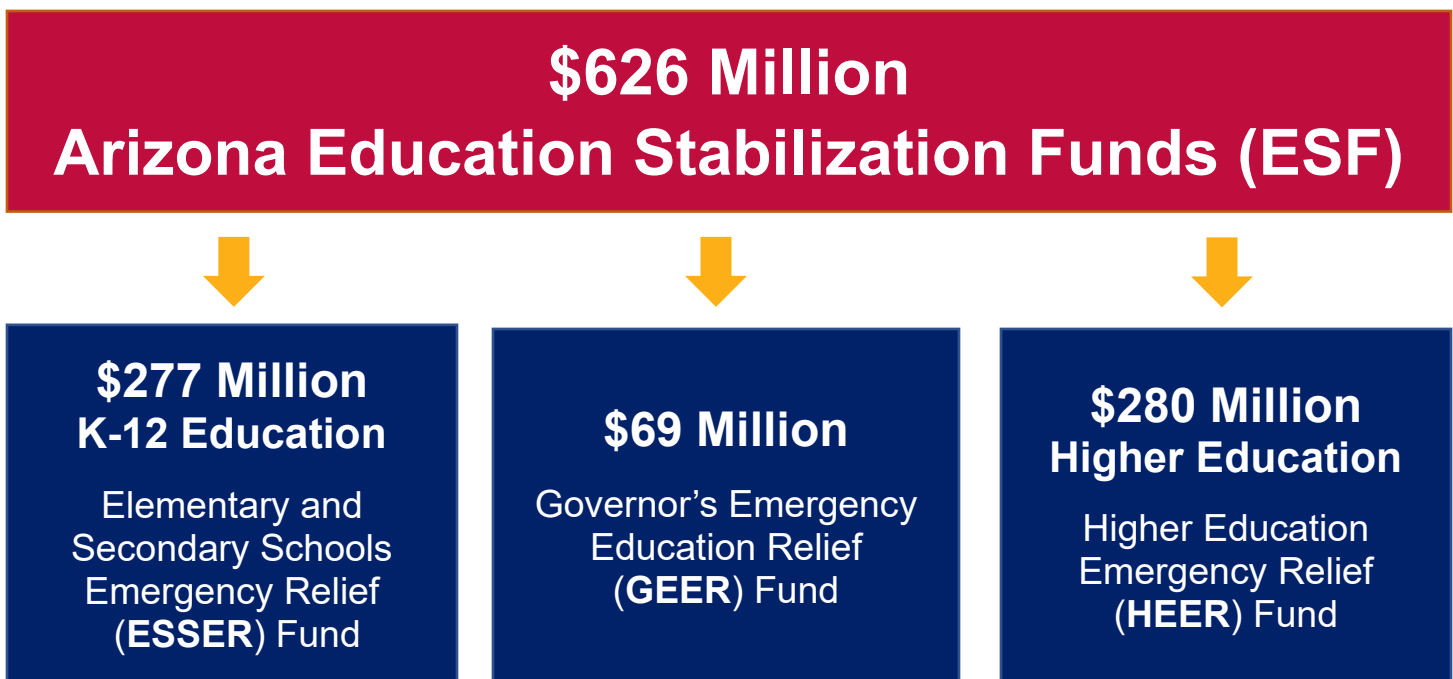 $626 Million
Arizona Education Stabilization Funds (ESF)
$277 Million
K-12 Education
Elementary and
Secondary Schools
Emergency Relief
(ESSER) Fund
$69 Million
Governor’s Emergency
Education Relief
(GEER) Fund
$280 Million
Higher Education
Higher Education
Emergency Relief
(HEER) Fund